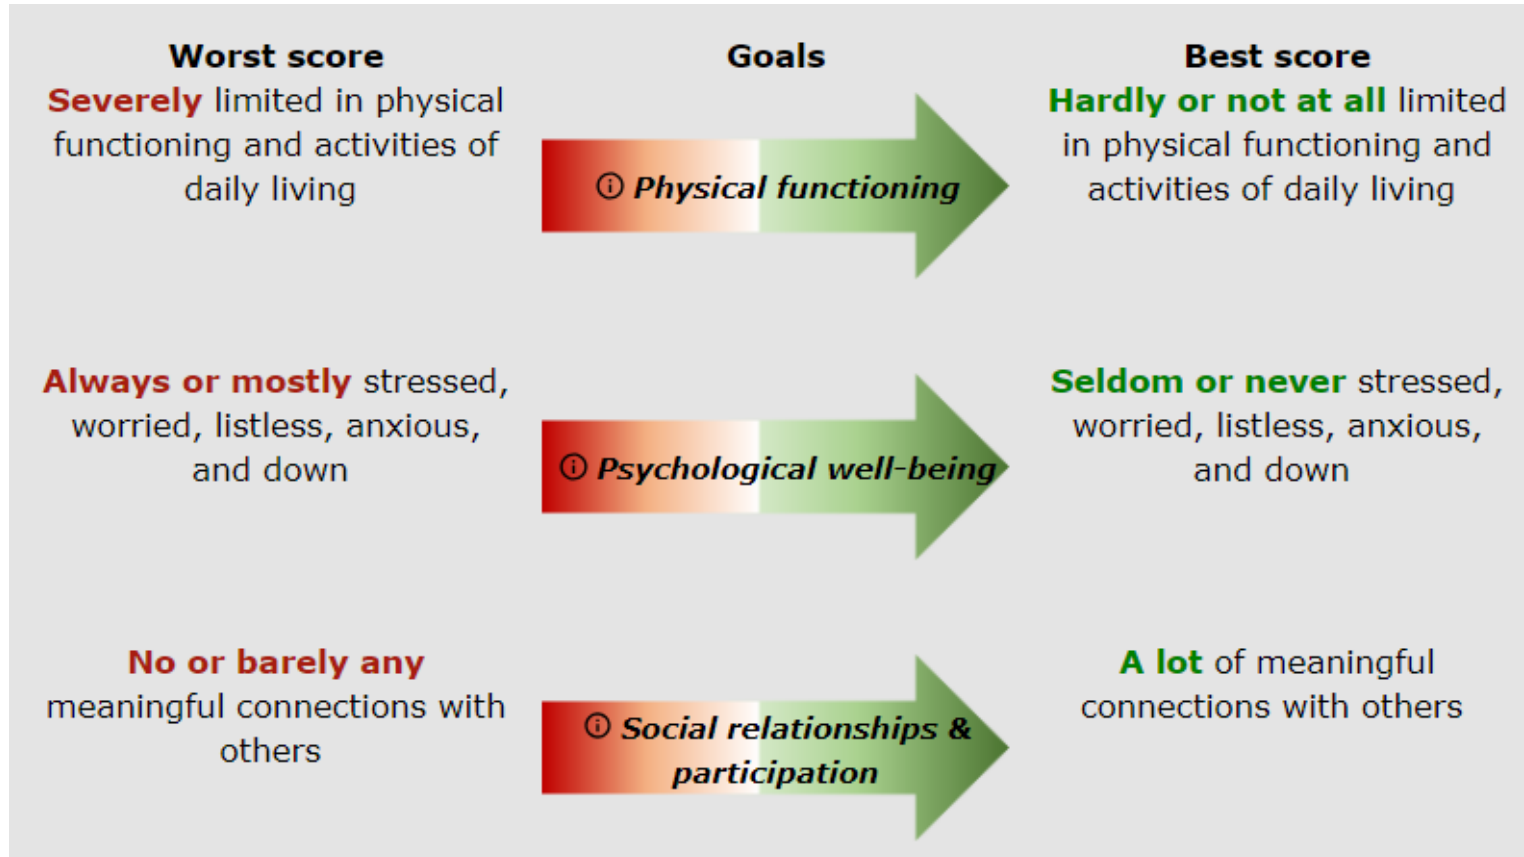 Worst score
Goals
Best score
Severely limited in physical
functioning and activities of
daily living
ⓘ Physical functioning
Hardly or not at all limited
in physical functioning and
activities of daily living
Always or mostly stressed,
worried, listless, anxious,
and down
ⓘ Psychological well-being
Seldom or never stressed,
worried, listless, anxious,
and down
No or barely any
meaningful connections with
others
ⓘ Social relationships &
participation
A lot of meaningful
connections with others